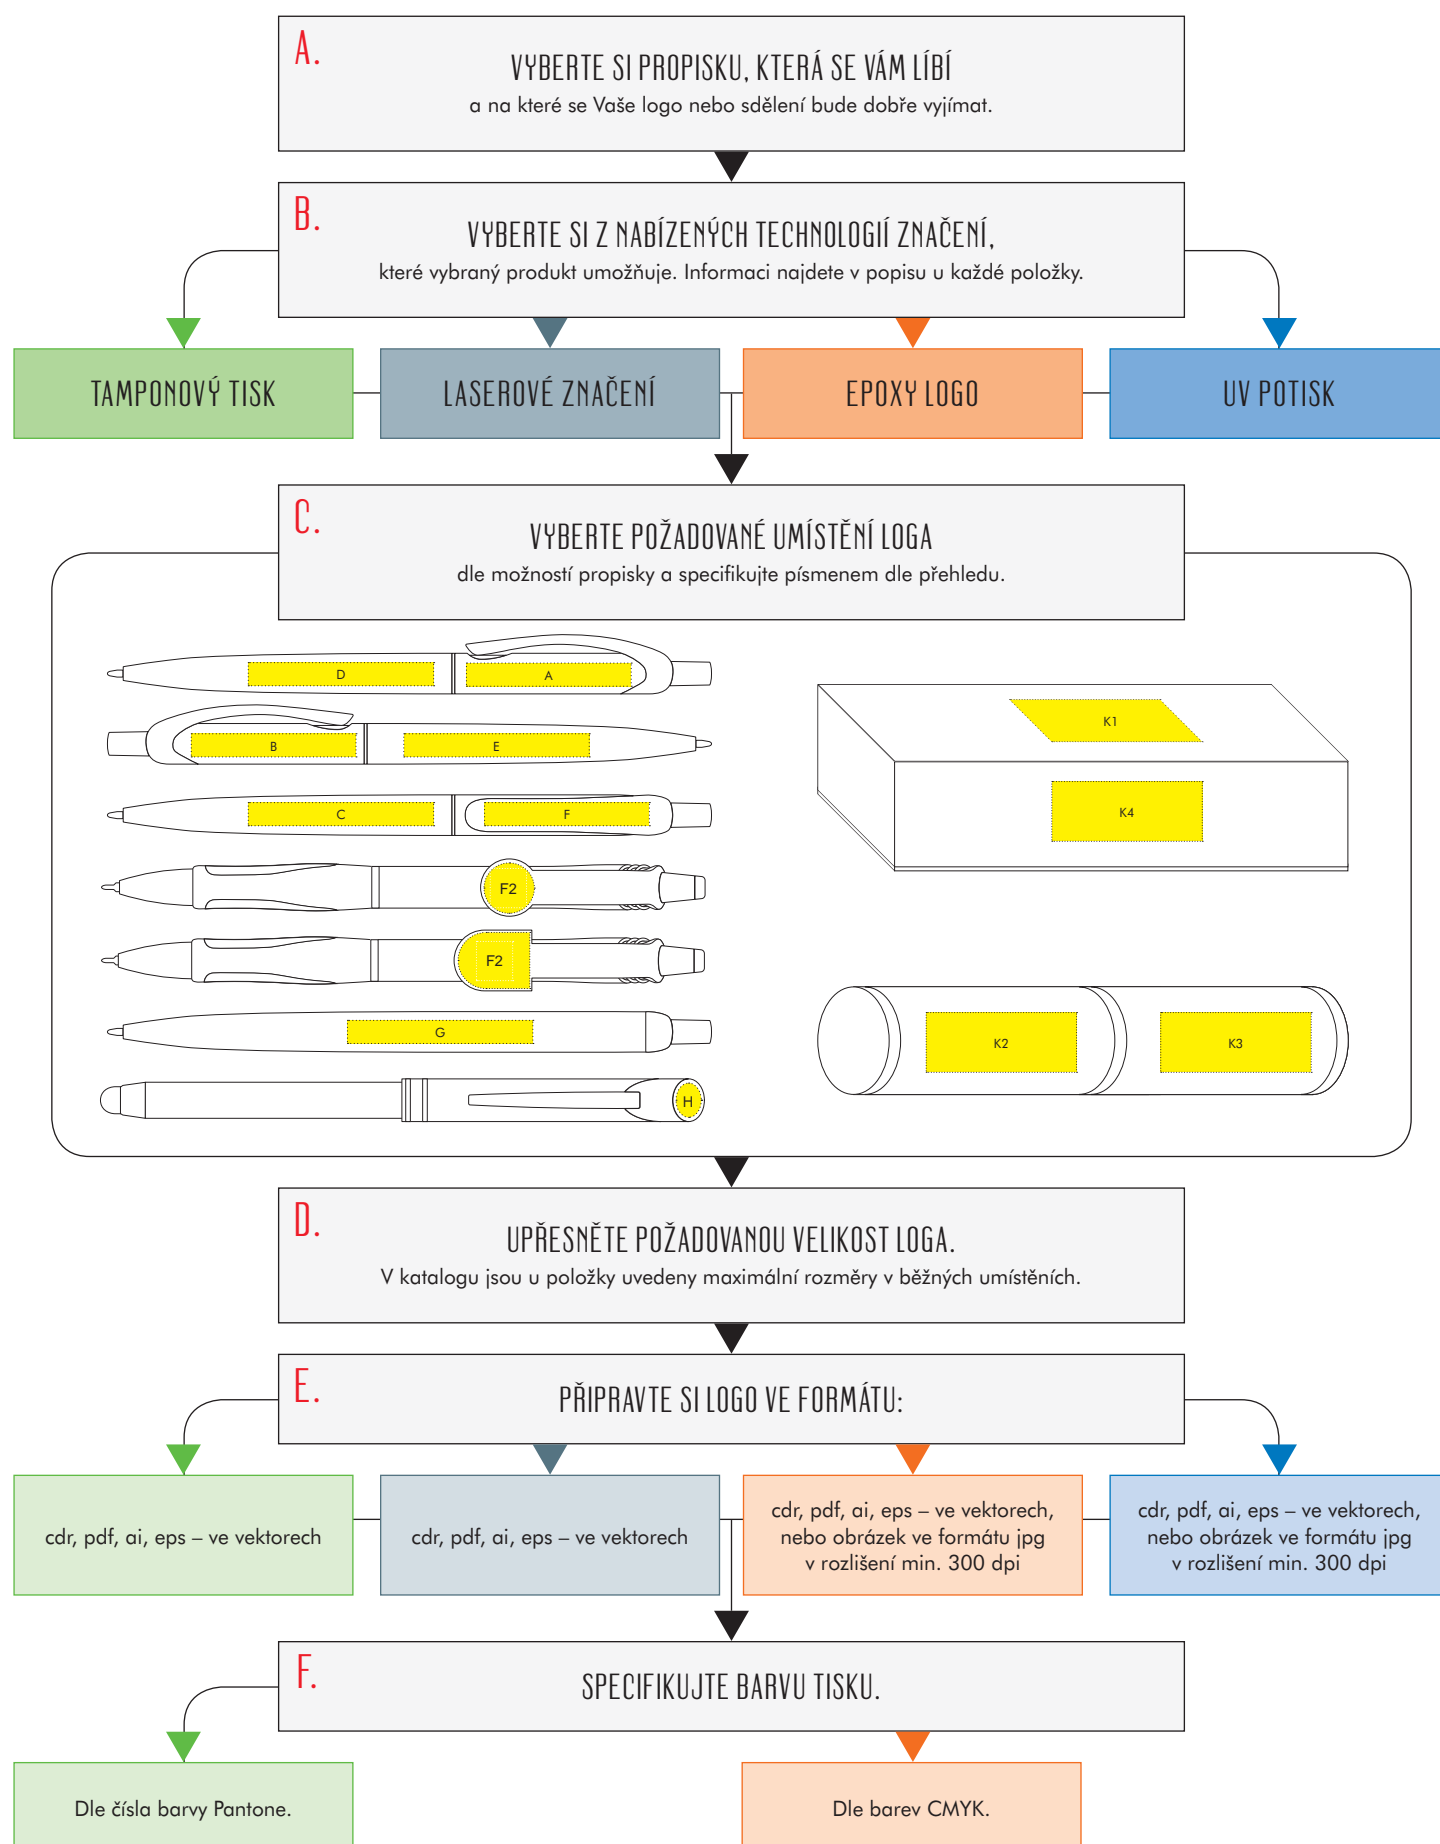 A.
VYBERTE SI PROPISKU, KTERÁ SE VÁM LÍBÍ
a na které se Vaše logo nebo sdělení bude dobře vyjímat.
B.
VYBERTE SI Z NABÍZENÝCH TECHNOLOGIÍ ZNAČENÍ,
které vybraný produkt umožňuje. Informaci najdete v popisu u každé položky.
TAMPONOVÝ TISK
LASEROVÉ ZNAČENÍ
EPOXY LOGO
UV POTISK
C.
VYBERTE POŽADOVANÉ UMÍSTĚNÍ LOGA
dle možností propisky a specifikujte písmenem dle přehledu.
D
A
B
E
C
F
F2
F2
G
H
K1
K4
K2
K3
D.
UPŘESNĚTE POŽADOVANOU VELIKOST LOGA.
V katalogu jsou u položky uvedeny maximální rozměry v běžných umístěních.
E.
PŘIPRAVTE SI LOGO VE FORMÁTU:
cdr, pdf, ai, eps – ve vektorech
cdr, pdf, ai, eps – ve vektorech
cdr, pdf, ai, eps – ve vektorech,
nebo obrázek ve formátu jpg
v rozlišení min. 300 dpi
cdr, pdf, ai, eps – ve vektorech,
nebo obrázek ve formátu jpg
v rozlišení min. 300 dpi
F.
SPECIFIKUJTE BARVU TISKU.
Dle čísla barvy Pantone.
Dle barev CMYK.